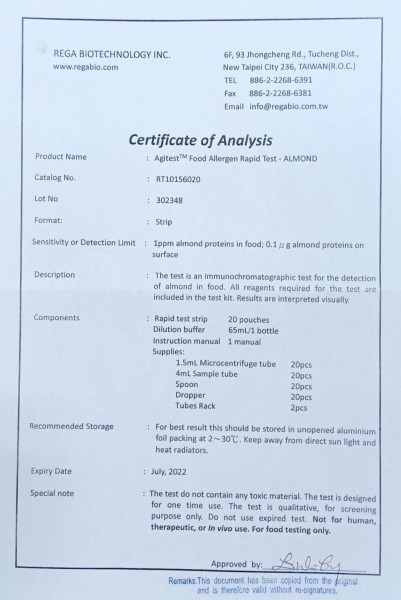 REGA BIOTECHNOLOGY INC.
www.regabio.com
6F, 93 Jhongcheng Rd., Tucheng Dist.,
New Taipei City 236, TAIWAN(R.O.C.)
TEL 886-2-2268-6391
Fax 886-2-2268-6381
Email info@regabio.com.tw
Certificate of Analysis
Product Name : Agitest™ Food Allergen Rapid Test - ALMOND
Catalog No. : RT10156020
Lot No : 302348
Format: : Strip
Sensitivity or Detection Limit : 1ppm almond proteins in food; 0.1 μg almond proteins on
surface
Description : The test is an immunochromatographic test for the detection
of almond in food. All reagents required for the test are
included in the test kit. Results are interpreted visually.
Components : Rapid test strip 20 pouches
Dilution buffer 65mL/1 bottle
Instruction manual 1 manual
Supplies:
1.5mL Microcentrifuge tube 20pcs
4mL Sample tube 20pcs
Spoon 20pcs
Dropper 20pcs
Tubes Rack 2pcs
Recommended Storage : For best result this should be stored in unopened aluminium
foil packing at 2～30℃. Keep away from direct sun light and
heat radiators.
Expiry Date : July, 2022
Special note : The test do not contain any toxic material. The test is designed
for one time use. The test is qualitative, for screening
purpose only. Do not use expired test. Not for human,
therapeutic, or In vivo use. For food testing only.
Approved by:
Remarks:This document has been copied from the original
and is therefore valid without re-signatures.